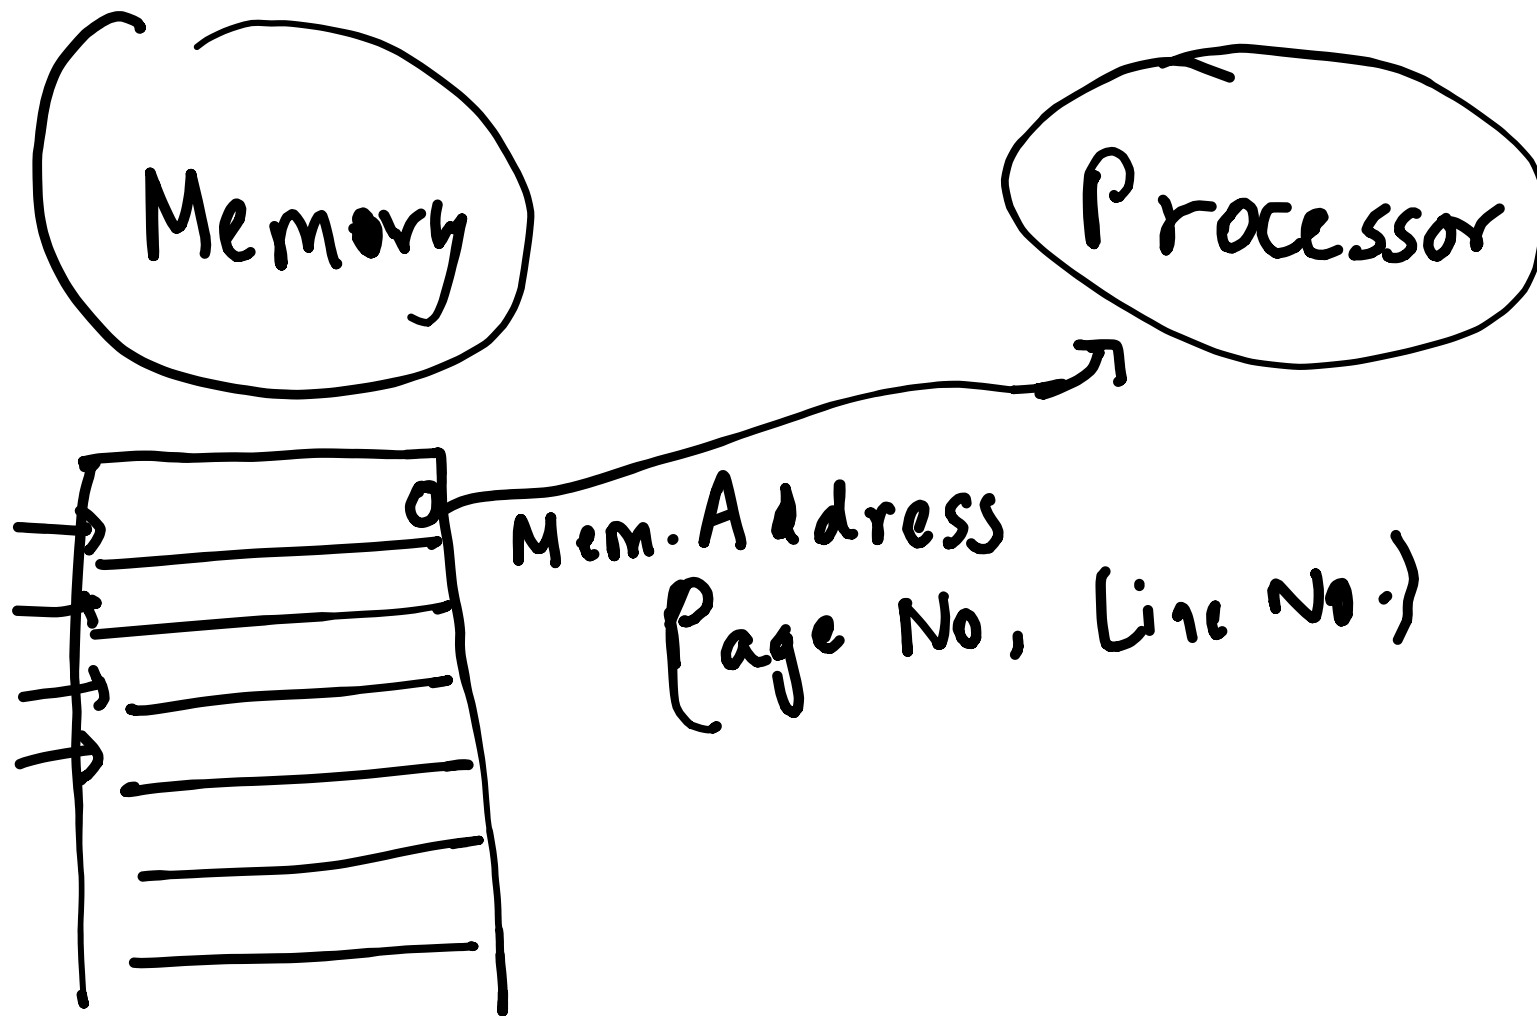 Memory
Processor
Mem. Address
(Page No, Line No.)